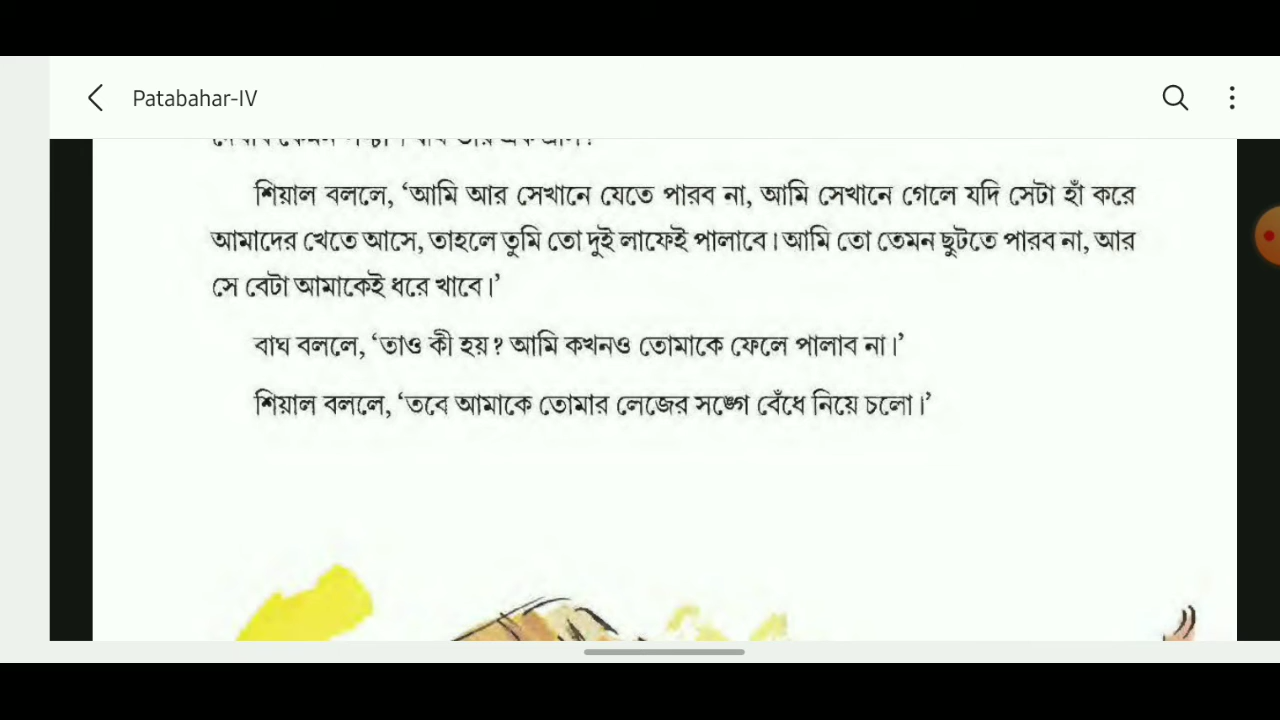 Patabahar-IV
শিয়াল বললে, ‘আমি আর সেখানে যেতে পারব না, আমি সেখানে গেলে যদি সেটা হাঁ করে
আমাদের খেতে আসে, তাহলে তুমি তো দুই লাফেই পালাবে। আমি তো তেমন ছুটতে পারব না, আর
সে বেটা আমাকেই ধরে খাবে।’
বাঘ বললে, ‘তাও কী হয়? আমি কখনও তোমাকে ফেলে পালাব না।’
শিয়াল বললে, ‘তবে আমাকে তোমার লেজের সঙ্গে বেঁধে নিয়ে চলো।’